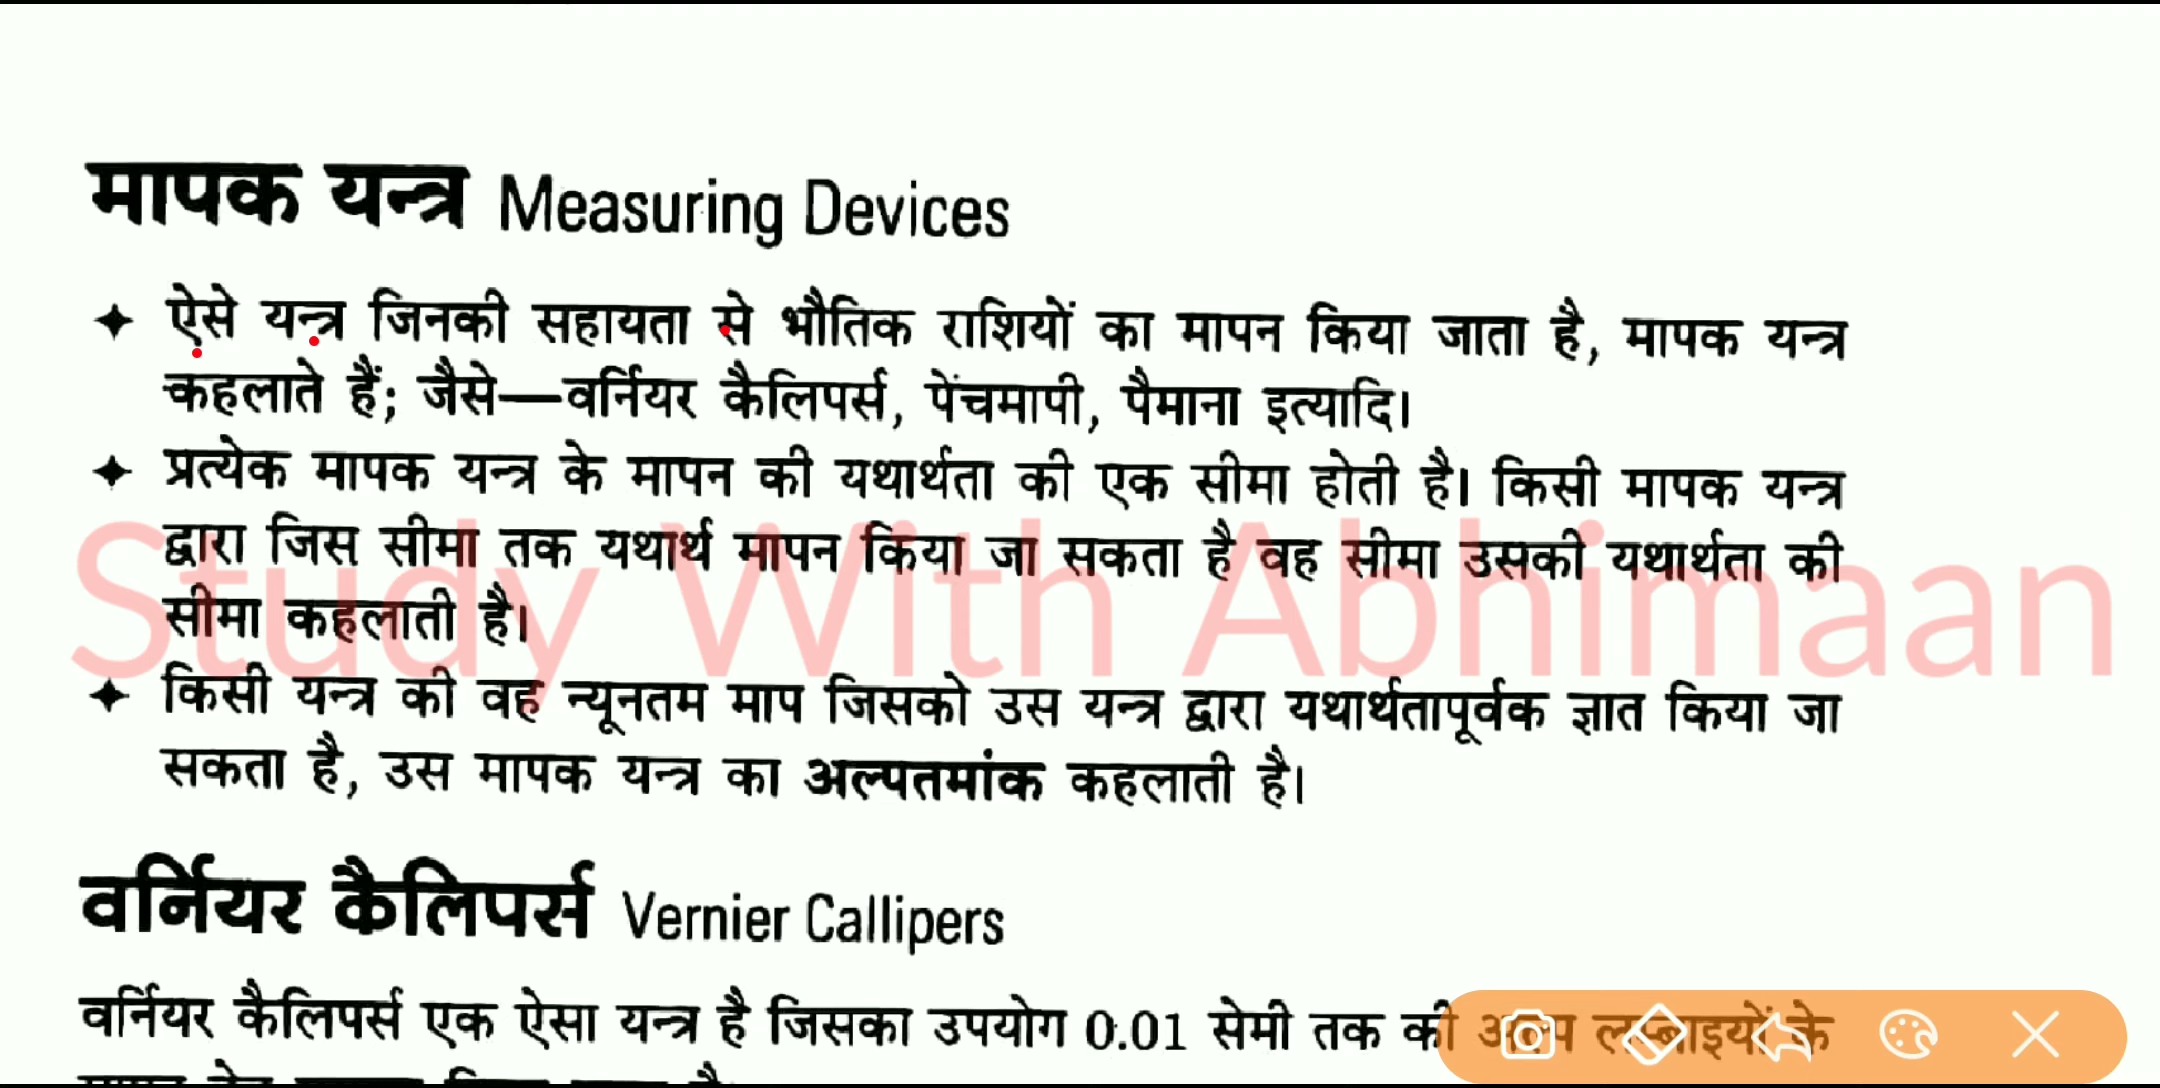 मापक यन्त्र Measuring Devices
✦ ऐसे यन्त्र जिनकी सहायता से भौतिक राशियों का मापन किया जाता है, मापक यन्त्र
कहलाते हैं; जैसे—वर्नियर कैलिपर्स, पेंचमापी, पैमाना इत्यादि।
✦ प्रत्येक मापक यन्त्र के मापन की यथार्थता की एक सीमा होती है। किसी मापक यन्त्र
द्वारा जिस सीमा तक यथार्थ मापन किया जा सकता है वह सीमा उसकी यथार्थता की
सीमा कहलाती है।
Study With Abhimaan
✦ किसी यन्त्र की वह न्यूनतम माप जिसको उस यन्त्र द्वारा यथार्थतापूर्वक ज्ञात किया जा
सकता है, उस मापक यन्त्र का अल्पतमांक कहलाती है।
वर्नियर कैलिपर्स Vernier Callipers
वर्नियर कैलिपर्स एक ऐसा यन्त्र है जिसका उपयोग 0.01 सेमी तक की लम्बाइयों के